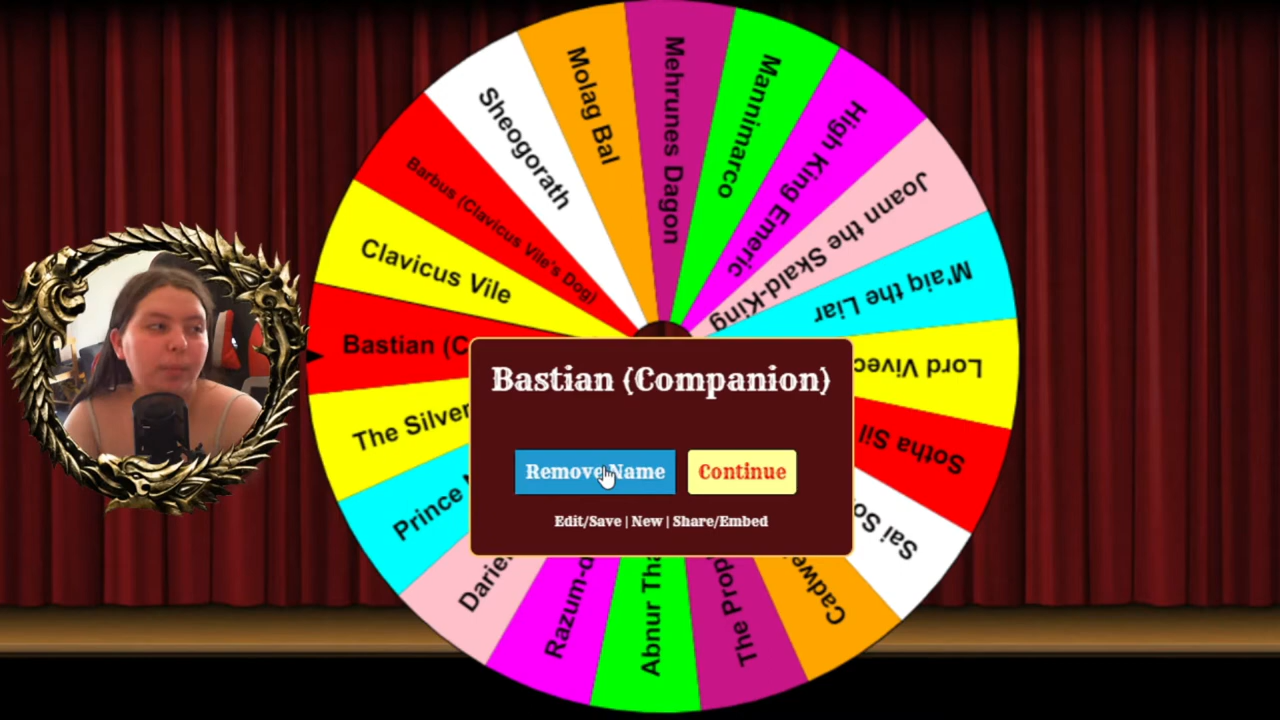 Molag Bal
Mehrunes Dagon
Mannimarco
High King Emeric
Joann the Skald-King
M'aiq the Liar
Lord Vivec
Sotha Sil
Sai
Cadwe
The Prop
Abnur Tha
Razum-d
Darie
Prince
The Silver
Bastian (C
Clavicus Vile
Barbus (Clavicus Vile's Dog)
Sheogorath
Bastian (Companion)
Remove Name
Continue
Edit/Save | New | Share/Embed